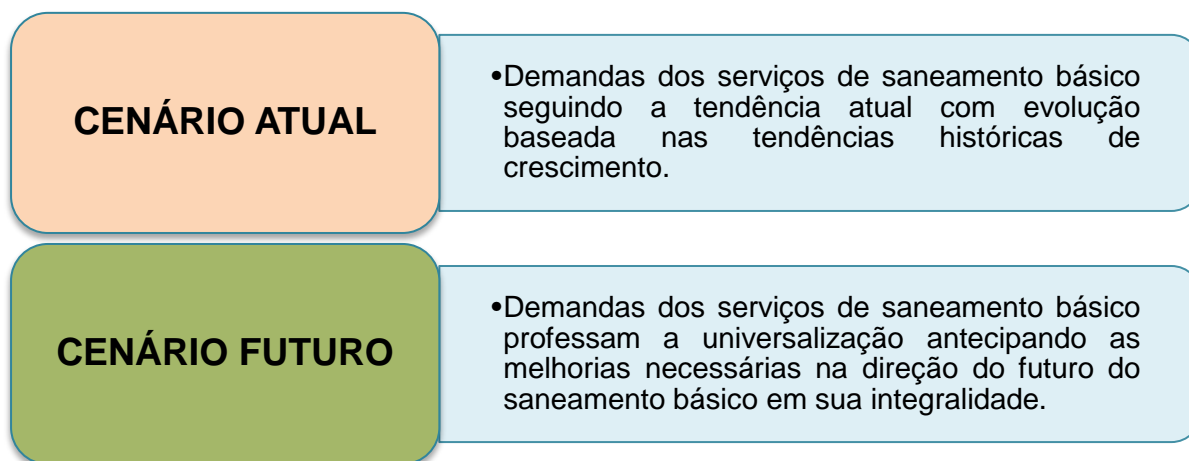 CENÁRIO ATUAL
•Demandas dos serviços de saneamento básico
seguindo a tendência atual com evolução
baseada nas tendências históricas de
crescimento.
CENÁRIO FUTURO
•Demandas dos serviços de saneamento básico
professam a universalização antecipando as
melhorias necessárias na direção do futuro do
saneamento básico em sua integralidade.